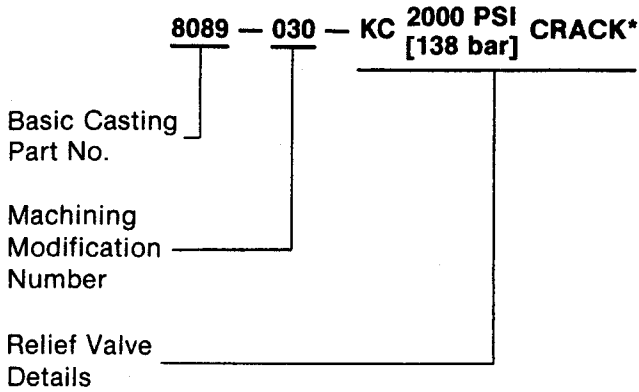 8089 — 030 — KC 2000 PSI [138 bar] CRACK*
Basic Casting
Part No.
Machining
Modification
Number
Relief Valve
Details